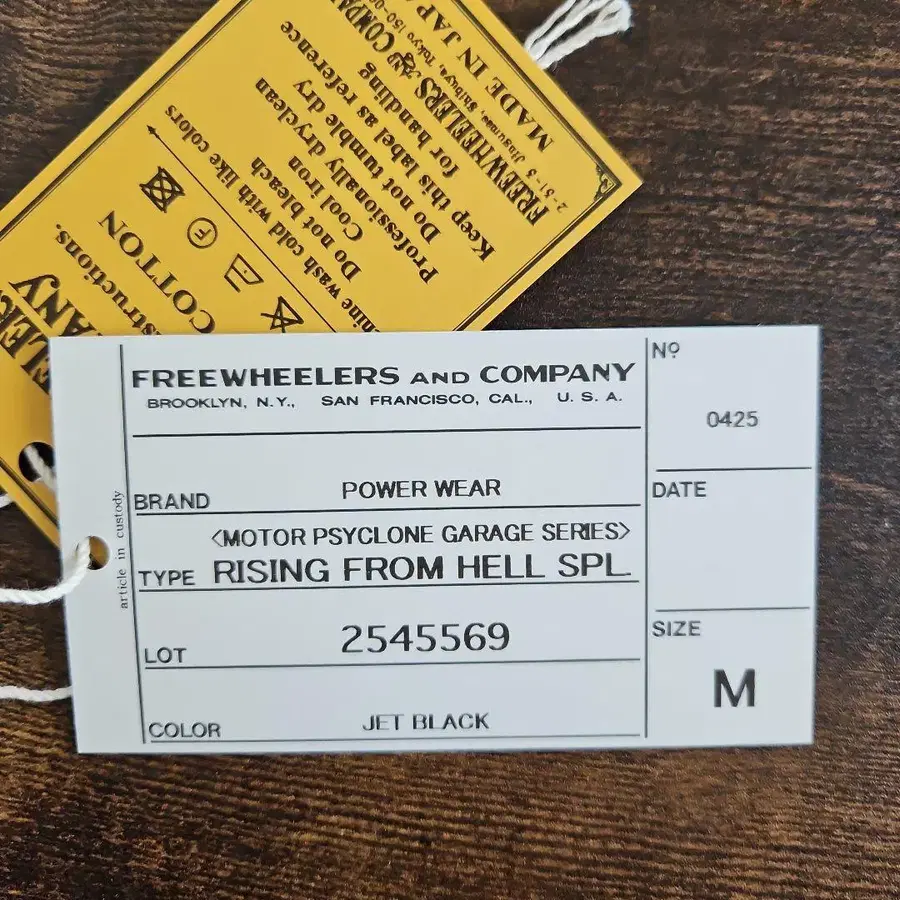 FREEWHEELERS AND COMPANY
BROOKLYN, N.Y., SAN FRANCISCO, CAL., U. S. A.
BRAND POWER WEAR
<MOTOR PSYCLONE GARAGE SERIES>
TYPE RISING FROM HELL SPL.
LOT 2545569
COLOR JET BLACK
Nº
0425
DATE
SIZE
M
article in custody
COTTON
wash cold with like colors
Do not bleach
Cool iron
Professionally dryclean
Do not tumble dry
Keep this label as reference
for handling
FREEWHEELERS AND
MADE IN
F